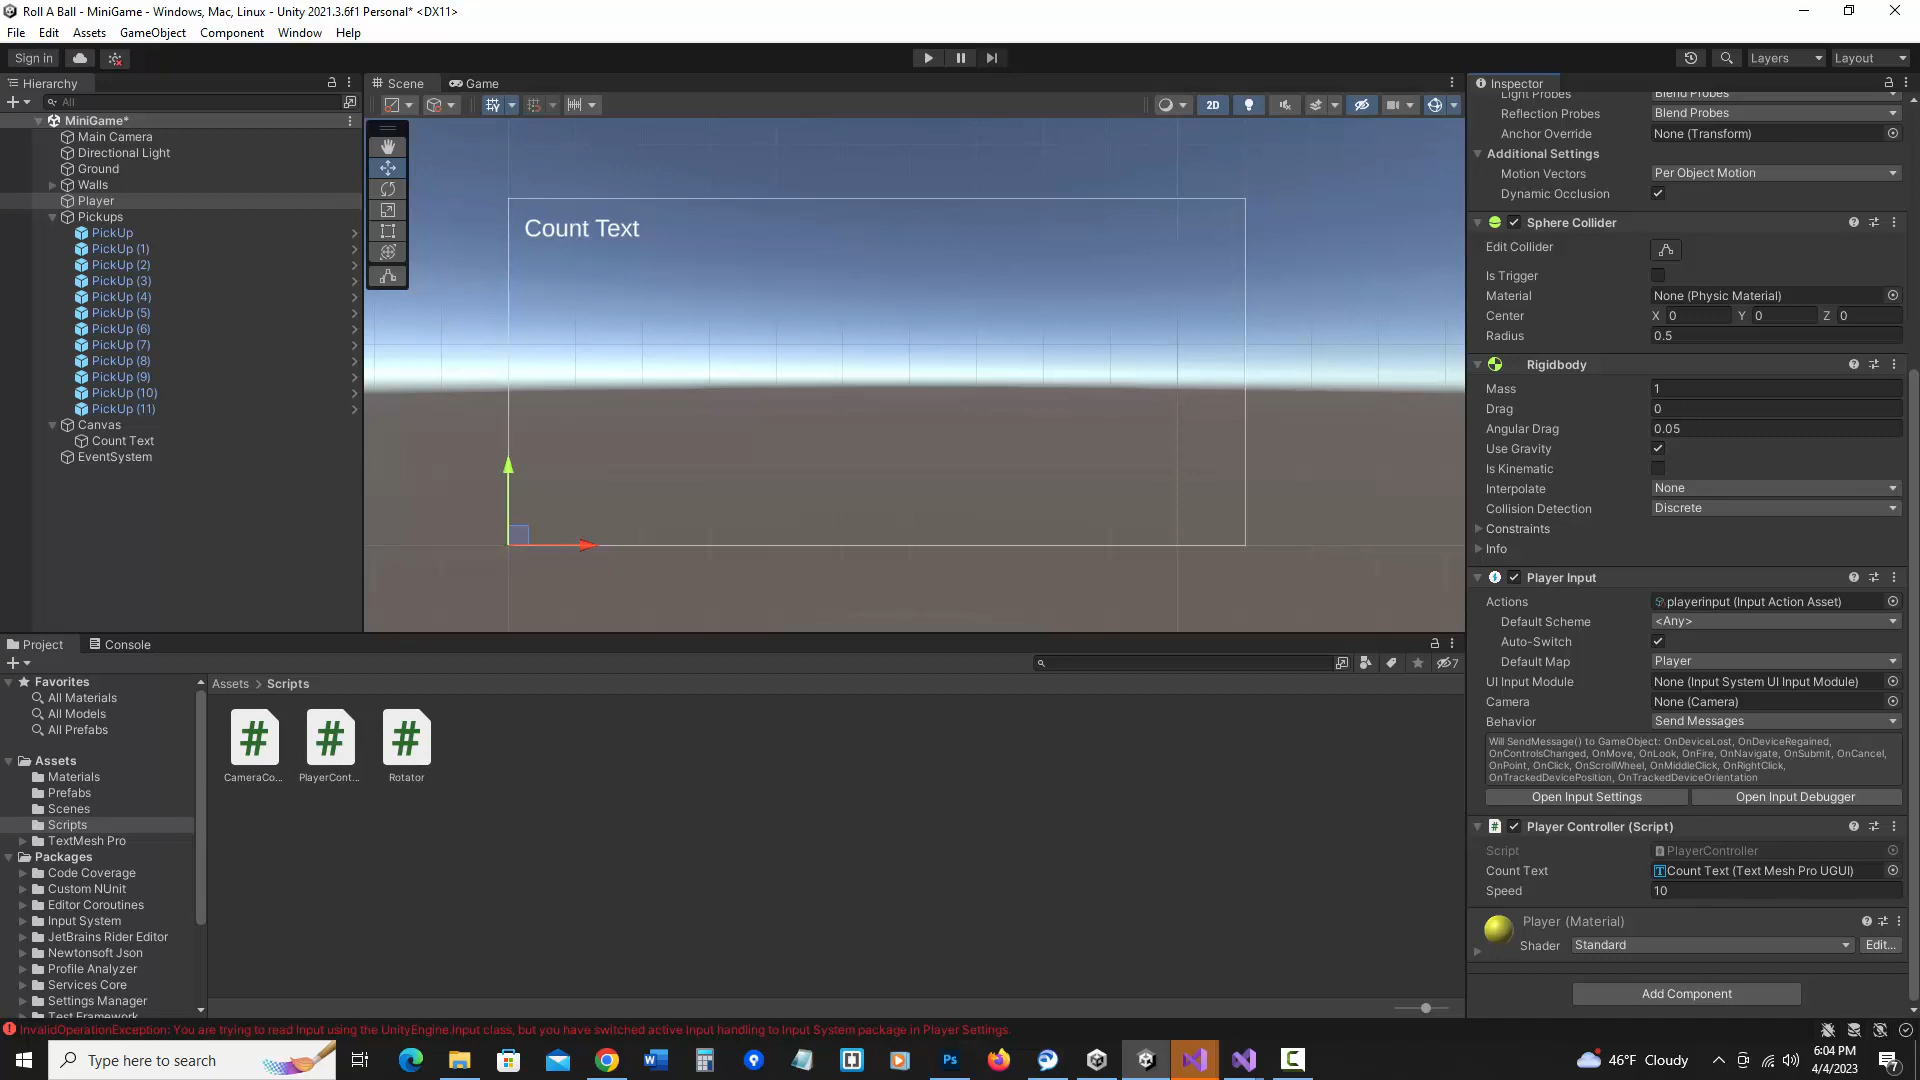 Roll A Ball - MiniGame - Windows, Mac, Linux - Unity 2021.3.6f1 Personal* <DX11>
File Edit Assets GameObject Component Window Help
Sign in
Layers
Layout
Hierarchy
All
MiniGame*
Main Camera
Directional Light
Ground
Walls
Player
Pickups
PickUp
PickUp (1)
PickUp (2)
PickUp (3)
PickUp (4)
PickUp (5)
PickUp (6)
PickUp (7)
PickUp (8)
PickUp (9)
PickUp (10)
PickUp (11)
Canvas
Count Text
EventSystem
Scene Game
2D
Count Text
Inspector
Light Probes Blend Probes
Reflection Probes Blend Probes
Anchor Override None (Transform)
Additional Settings
Motion Vectors Per Object Motion
Dynamic Occlusion
Sphere Collider
Edit Collider
Is Trigger
Material None (Physic Material)
Center X 0 Y 0 Z 0
Radius 0.5
Rigidbody
Mass 1
Drag 0
Angular Drag 0.05
Use Gravity
Is Kinematic
Interpolate None
Collision Detection Discrete
Constraints
Info
Player Input
Actions playerinput (Input Action Asset)
Default Scheme <Any>
Auto-Switch
Default Map Player
UI Input Module None (Input System UI Input Module)
Camera None (Camera)
Behavior Send Messages
Will SendMessage() to GameObject: OnDeviceLost, OnDeviceRegained,
OnControlsChanged, OnMove, OnLook, OnFire, OnNavigate, OnSubmit, OnCancel,
OnPoint, OnClick, OnScrollWheel, OnMiddleClick, OnRightClick,
OnTrackedDevicePosition, OnTrackedDeviceOrientation
Open Input Settings Open Input Debugger
Player Controller (Script)
Script PlayerController
Count Text Count Text (Text Mesh Pro UGUI)
Speed 10
Player (Material)
Shader Standard Edit...
Add Component
Project Console
7
Favorites
All Materials
All Models
All Prefabs
Assets
Materials
Prefabs
Scenes
Scripts
TextMesh Pro
Packages
Code Coverage
Custom NUnit
Editor Coroutines
Input System
JetBrains Rider Editor
Newtonsoft Json
Profile Analyzer
Services Core
Settings Manager
Test Framework
Assets > Scripts
CameraCo...
PlayerCont...
Rotator
InvalidOperationException: You are trying to read Input using the UnityEngine.Input class, but you have switched active Input handling to Input System package in Player Settings.
Type here to search
Ps
46°F Cloudy
6:04 PM
4/4/2023
7